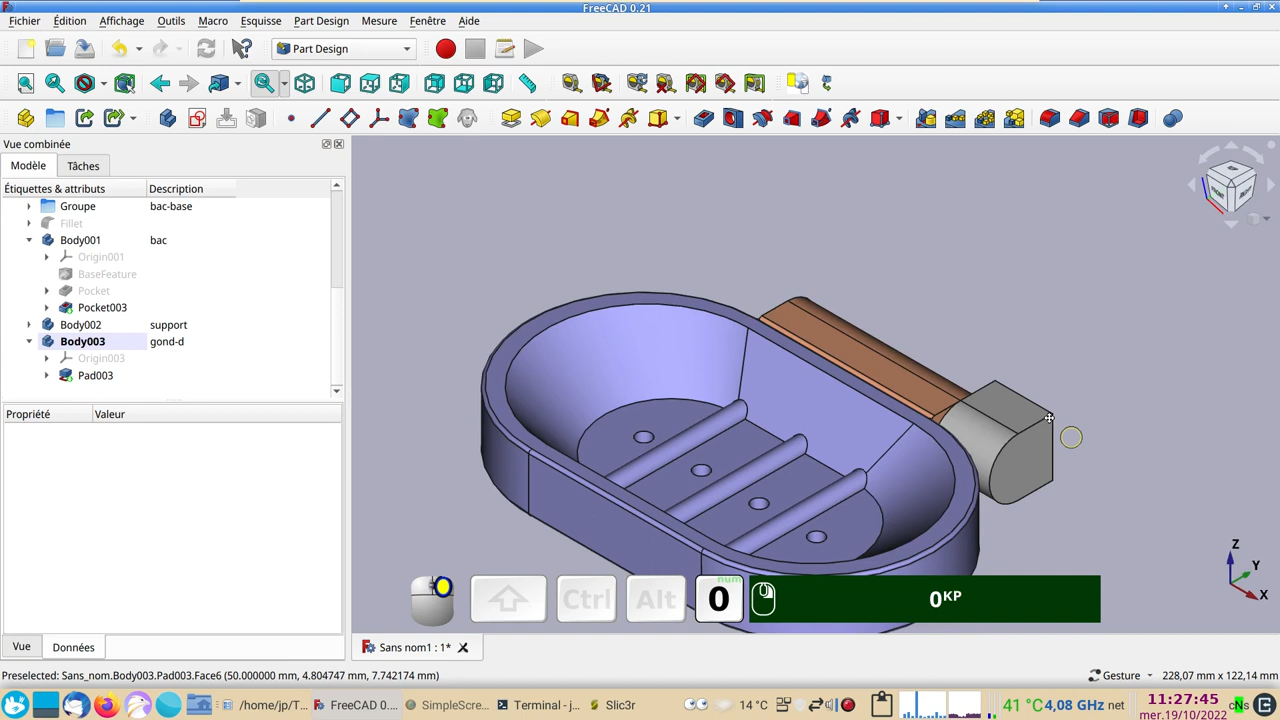 FreeCAD 0.21
Fichier Édition Affichage Outils Macro Esquisse Part Design Mesure Fenêtre Aide
Part Design
Vue combinée
Modèle Tâches
Étiquettes & attributs Description
Groupe bac-base
Fillet
Body001 bac
Origin001
BaseFeature
Pocket
Pocket003
Body002 support
Body003 gond-d
Origin003
Pad003
Propriété Valeur
Z
Y
X
num
Ctrl Alt 0 0KP
Vue Données
Sans nom1 : 1*
Preselected: Sans_nom.Body003.Pad003.Face6 (50.000000 mm, 4.804747 mm, 7.742174 mm)
Gesture 228,07 mm x 122,14 mm
/home/jp/T... FreeCAD 0.... SimpleScre... Terminal - j... Slic3r
14 °C
41 °C 4,08 GHz net
11:27:45
mer.19/10/2022
cNs